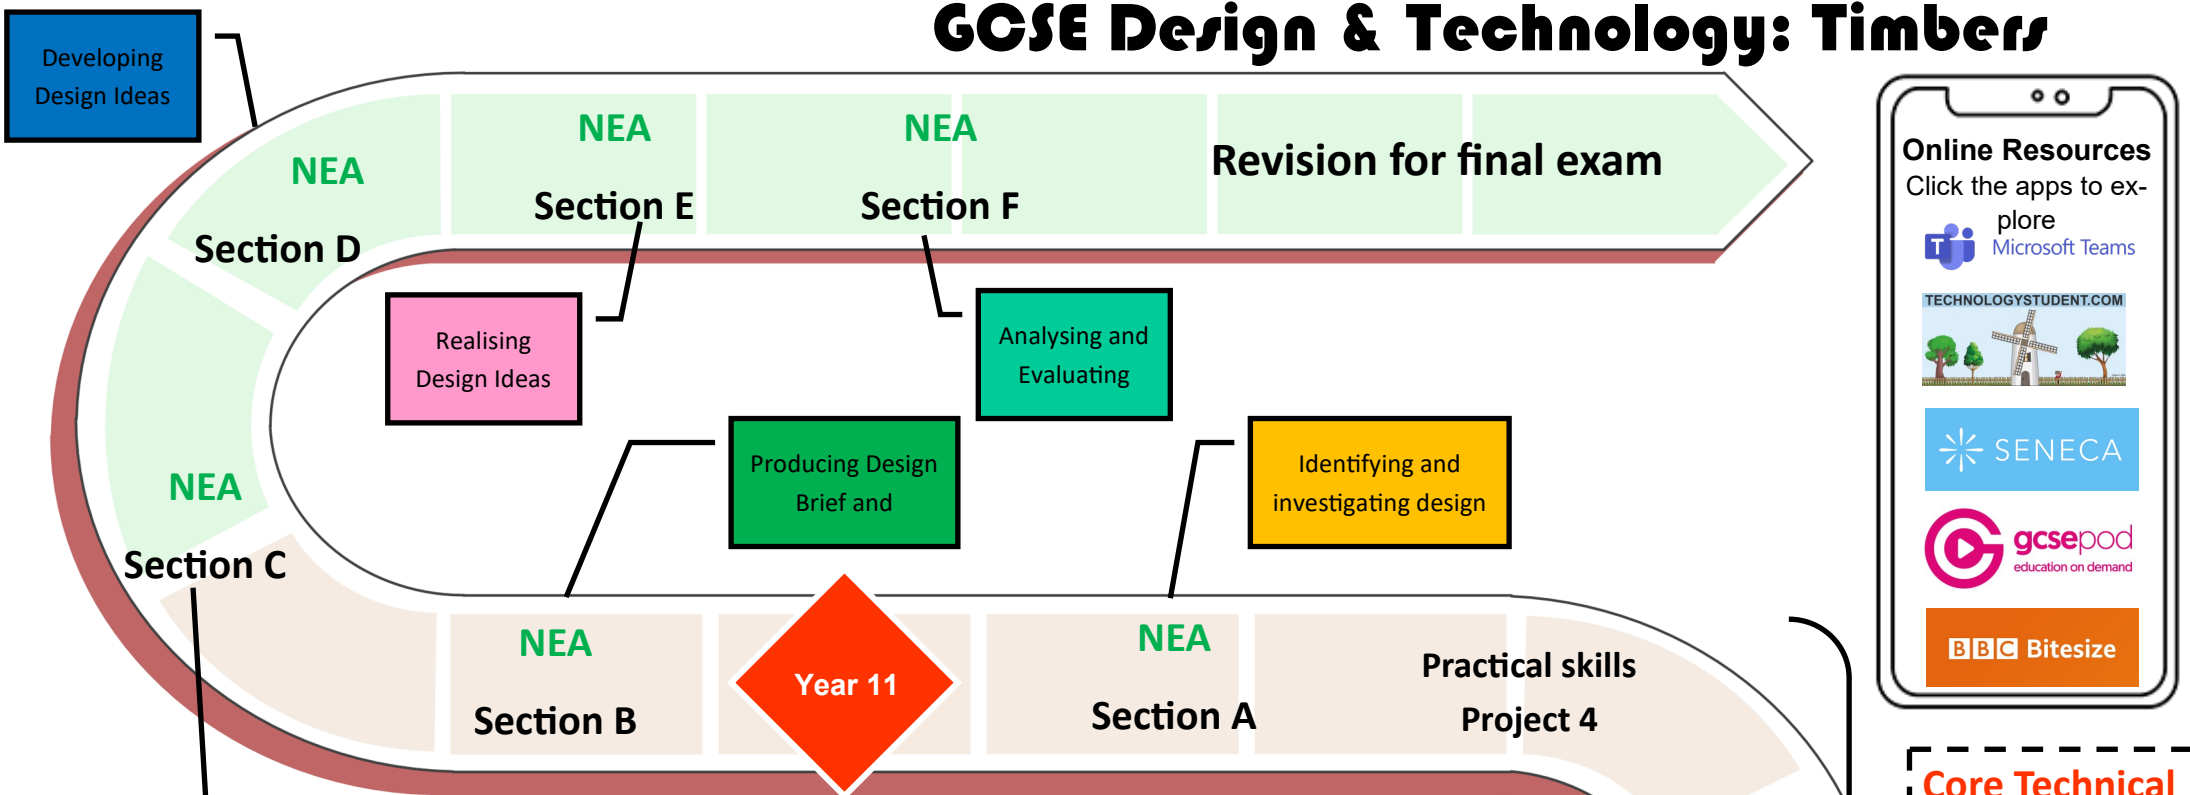 GCSE Design & Technology: Timbers
Developing
Design Ideas
NEA
Section D
NEA
Section E
NEA
Section F
Revision for final exam
Realising
Design Ideas
Analysing and
Evaluating
Producing Design
Brief and
Identifying and
investigating design
NEA
Section C
NEA
Section B
Year 11
NEA
Section A
Practical skills
Project 4
Online Resources
Click the apps to ex-
plore
T
Microsoft Teams
TECHNOLOGYSTUDENT.COM
SENECA
gcsepod
education on demand
BBC Bitesize
Core Technical